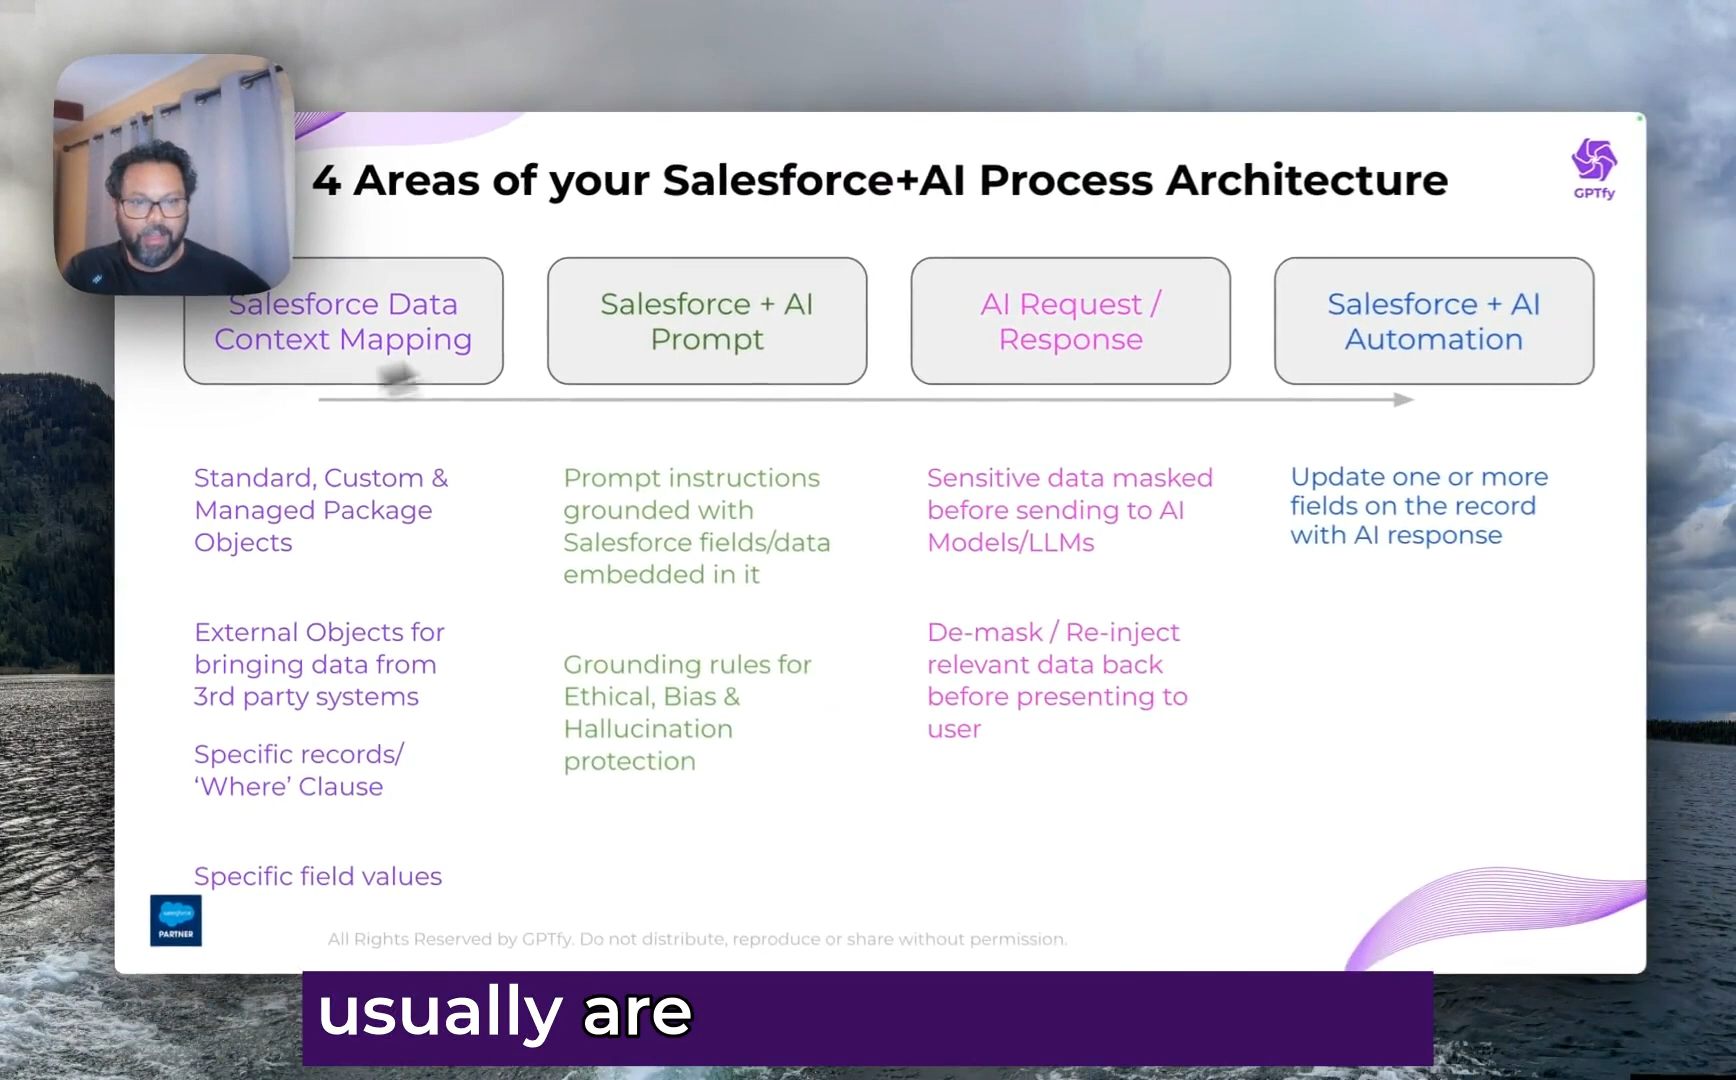 4 Areas of your Salesforce+AI Process Architecture
GPTfy
Salesforce Data
Context Mapping
Salesforce + AI
Prompt
AI Request /
Response
Salesforce + AI
Automation
Standard, Custom &
Managed Package
Objects
External Objects for
bringing data from
3rd party systems
Specific records/
‘Where’ Clause
Specific field values
Prompt instructions
grounded with
Salesforce fields/data
embedded in it
Grounding rules for
Ethical, Bias &
Hallucination
protection
Sensitive data masked
before sending to AI
Models/LLMs
De-mask / Re-inject
relevant data back
before presenting to
user
Update one or more
fields on the record
with AI response
salesforce
PARTNER
All Rights Reserved by GPTfy. Do not distribute, reproduce or share without permission.
usually are